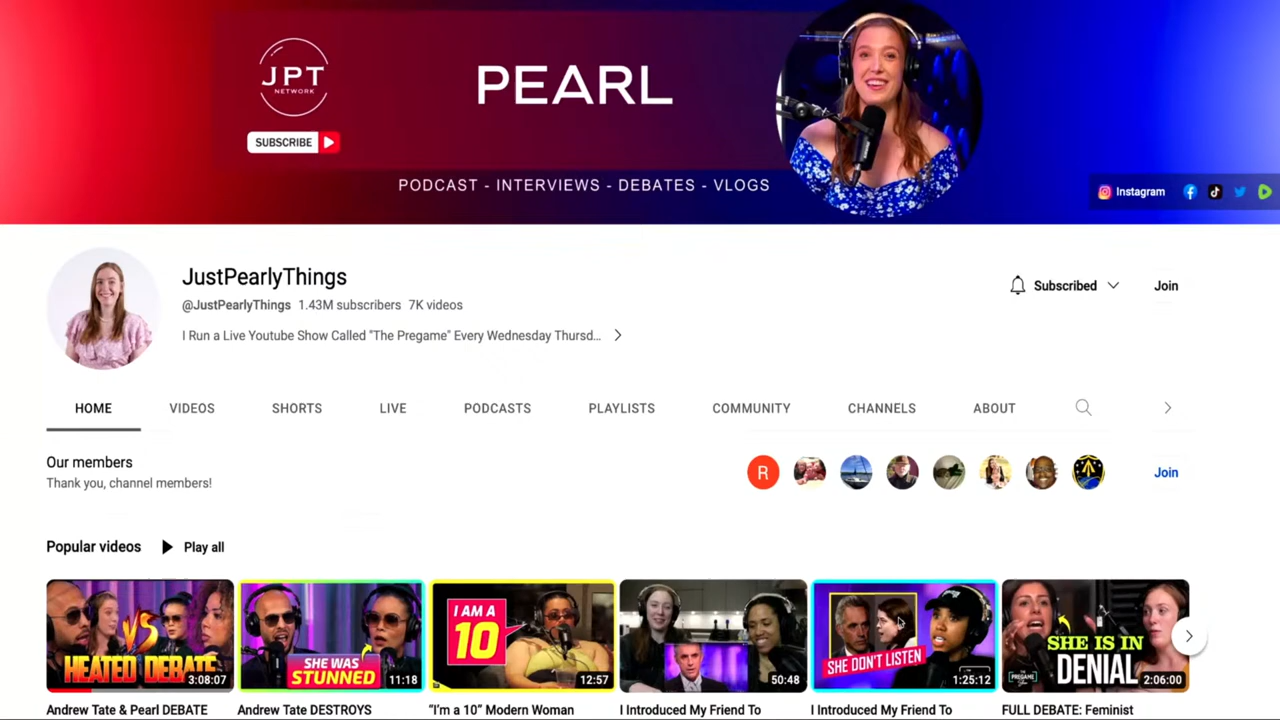 JPT
NETWORK
SUBSCRIBE
PEARL
PODCAST - INTERVIEWS - DEBATES - VLOGS
Instagram
JustPearlyThings
@JustPearlyThings 1.43M subscribers 7K videos
I Run a Live Youtube Show Called "The Pregame" Every Wednesday Thursd...
Subscribed
Join
HOME VIDEOS SHORTS LIVE PODCASTS PLAYLISTS COMMUNITY CHANNELS ABOUT
Our members
Thank you, channel members!
R
Join
Popular videos Play all
VS
HEATED DEBATE
3:08:07
SHE WAS
STUNNED
11:18
I AM A
10
12:57
50:48
SHE DON'T LISTEN
1:25:12
SHE IS IN
DENIAL
THE
PREGAME
2:06:00
Andrew Tate & Pearl DEBATE
Andrew Tate DESTROYS
“I’m a 10” Modern Woman
I Introduced My Friend To
I Introduced My Friend To
FULL DEBATE: Feminist